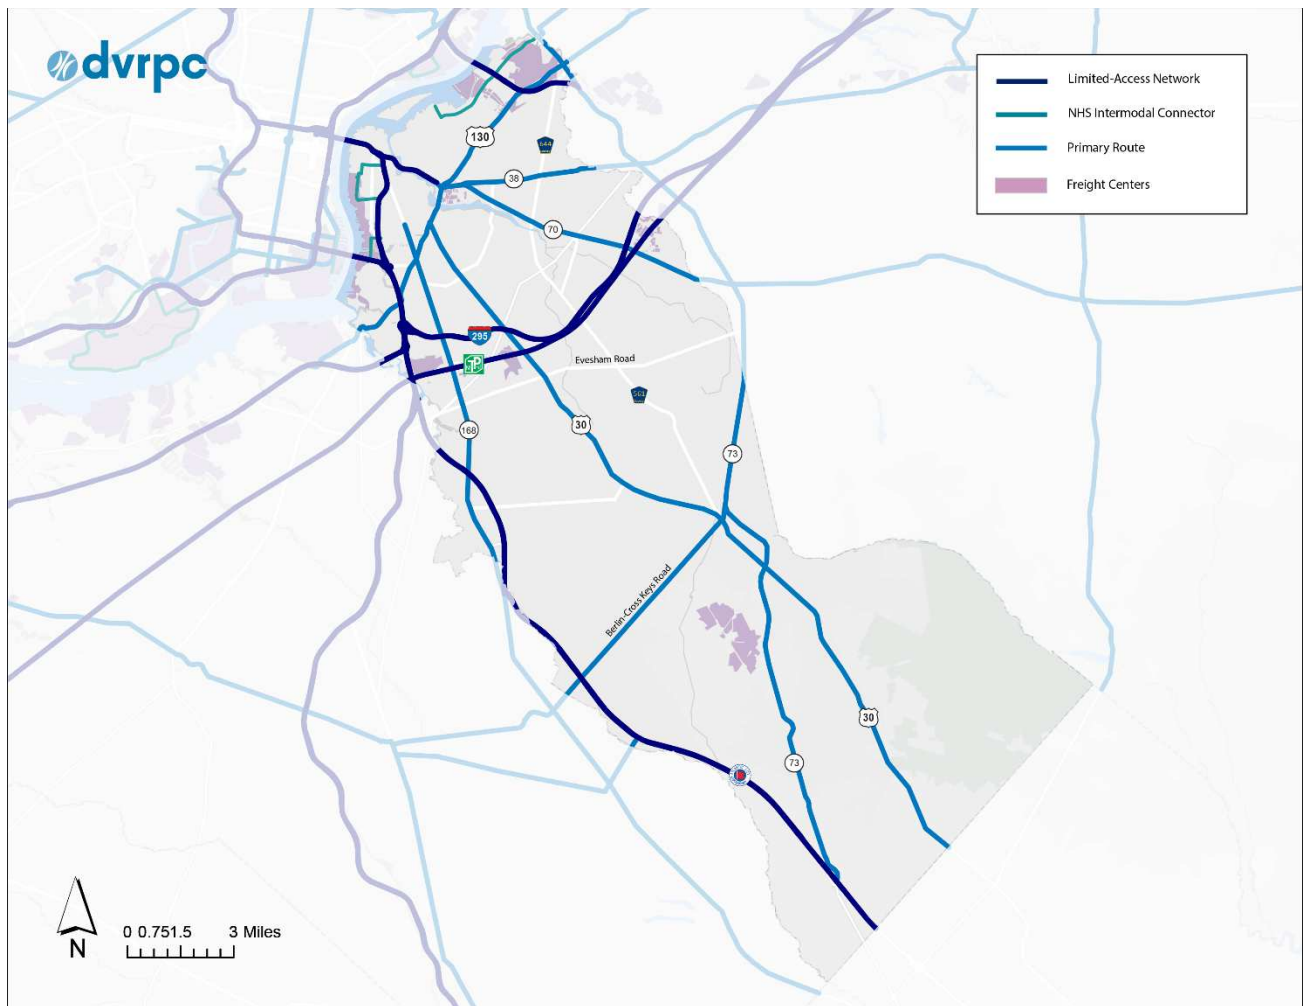 dvrpc
Limited-Access Network
NHS Intermodal Connector
Primary Route
Freight Centers
130
644
38
70
295
TP
Evesham Road
561
30
168
73
Berlin-Cross Keys Road
30
73
N
0 0.751.5 3 Miles